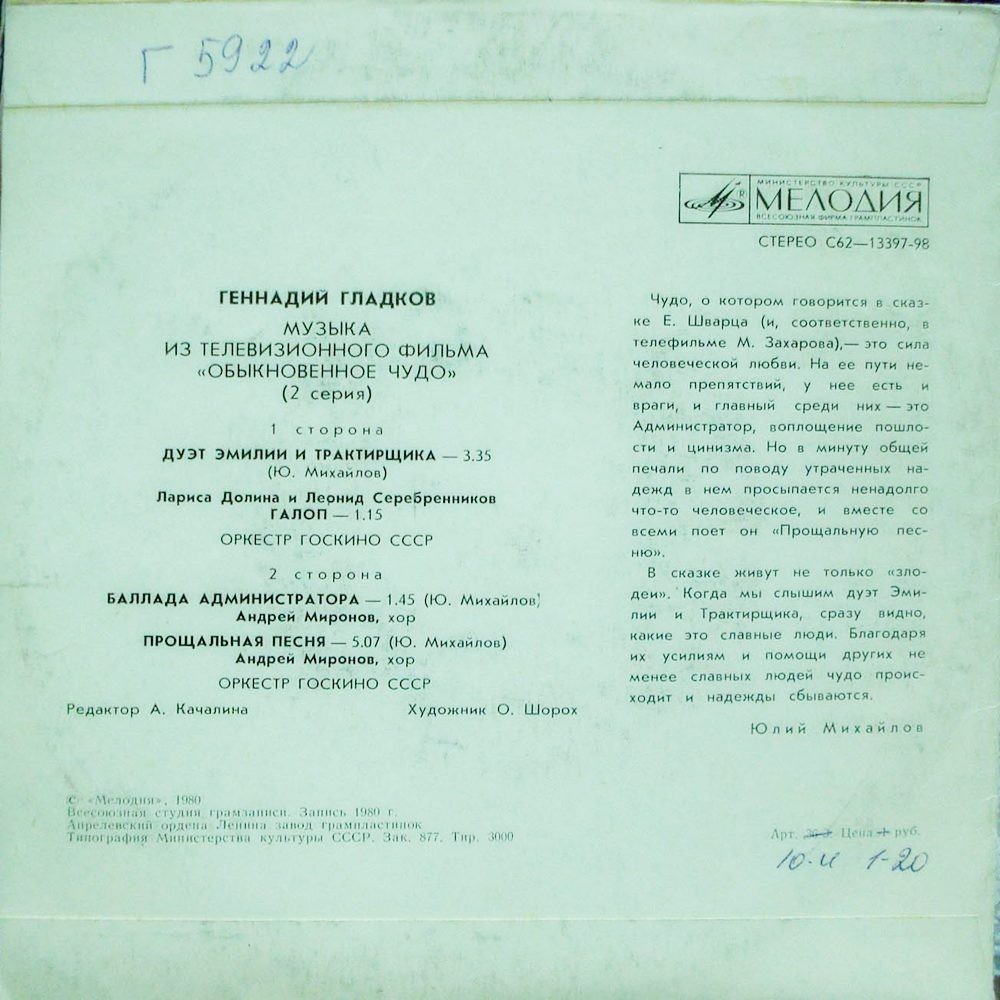 Г 5922
МИНИСТЕРСТВО КУЛЬТУРЫ СССР
МЕЛОДИЯ
ВСЕСОЮЗНАЯ ФИРМА ГРАМПЛАСТИНОК
СТЕРЕО С62—13397-98
ГЕННАДИЙ ГЛАДКОВ
МУЗЫКА
ИЗ ТЕЛЕВИЗИОННОГО ФИЛЬМА
«ОБЫКНОВЕННОЕ ЧУДО»
(2 серия)
1 сторона
ДУЭТ ЭМИЛИИ И ТРАКТИРЩИКА — 3.35
(Ю. Михайлов)
Лариса Долина и Леонид Серебренников
ГАЛОП — 1.15
ОРКЕСТР ГОСКИНО СССР
2 сторона
БАЛЛАДА АДМИНИСТРАТОРА — 1.45 (Ю. Михайлов)
Андрей Миронов, хор
ПРОЩАЛЬНАЯ ПЕСНЯ — 5.07 (Ю. Михайлов)
Андрей Миронов, хор
ОРКЕСТР ГОСКИНО СССР
Редактор А. Качалина Художник О. Шорох
Чудо, о котором говорится в сказ-
ке Е. Шварца (и, соответственно, в
телефильме М. Захарова),— это сила
человеческой любви. На ее пути не-
мало препятствий, у нее есть и
враги, и главный среди них — это
Администратор, воплощение пошло-
сти и цинизма. Но в минуту общей
печали по поводу утраченных на-
дежд в нем просыпается ненадолго
что-то человеческое, и вместе со
всеми поет он «Прощальную пес-
ню».
В сказке живут не только «зло-
деи». Когда мы слышим дуэт Эми-
лии и Трактирщика, сразу видно,
какие это славные люди. Благодаря
их усилиям и помощи других не
менее славных людей чудо проис-
ходит и надежды сбываются.
Юлий Михайлов
© «Мелодия», 1980
Всесоюзная студия грамзаписи. Запись 1980 г.
Апрелевский ордена Ленина завод грампластинок
Типография Министерства культуры СССР. Зак. 877. Тир. 3000
Арт. Цена 1 руб.
1-20